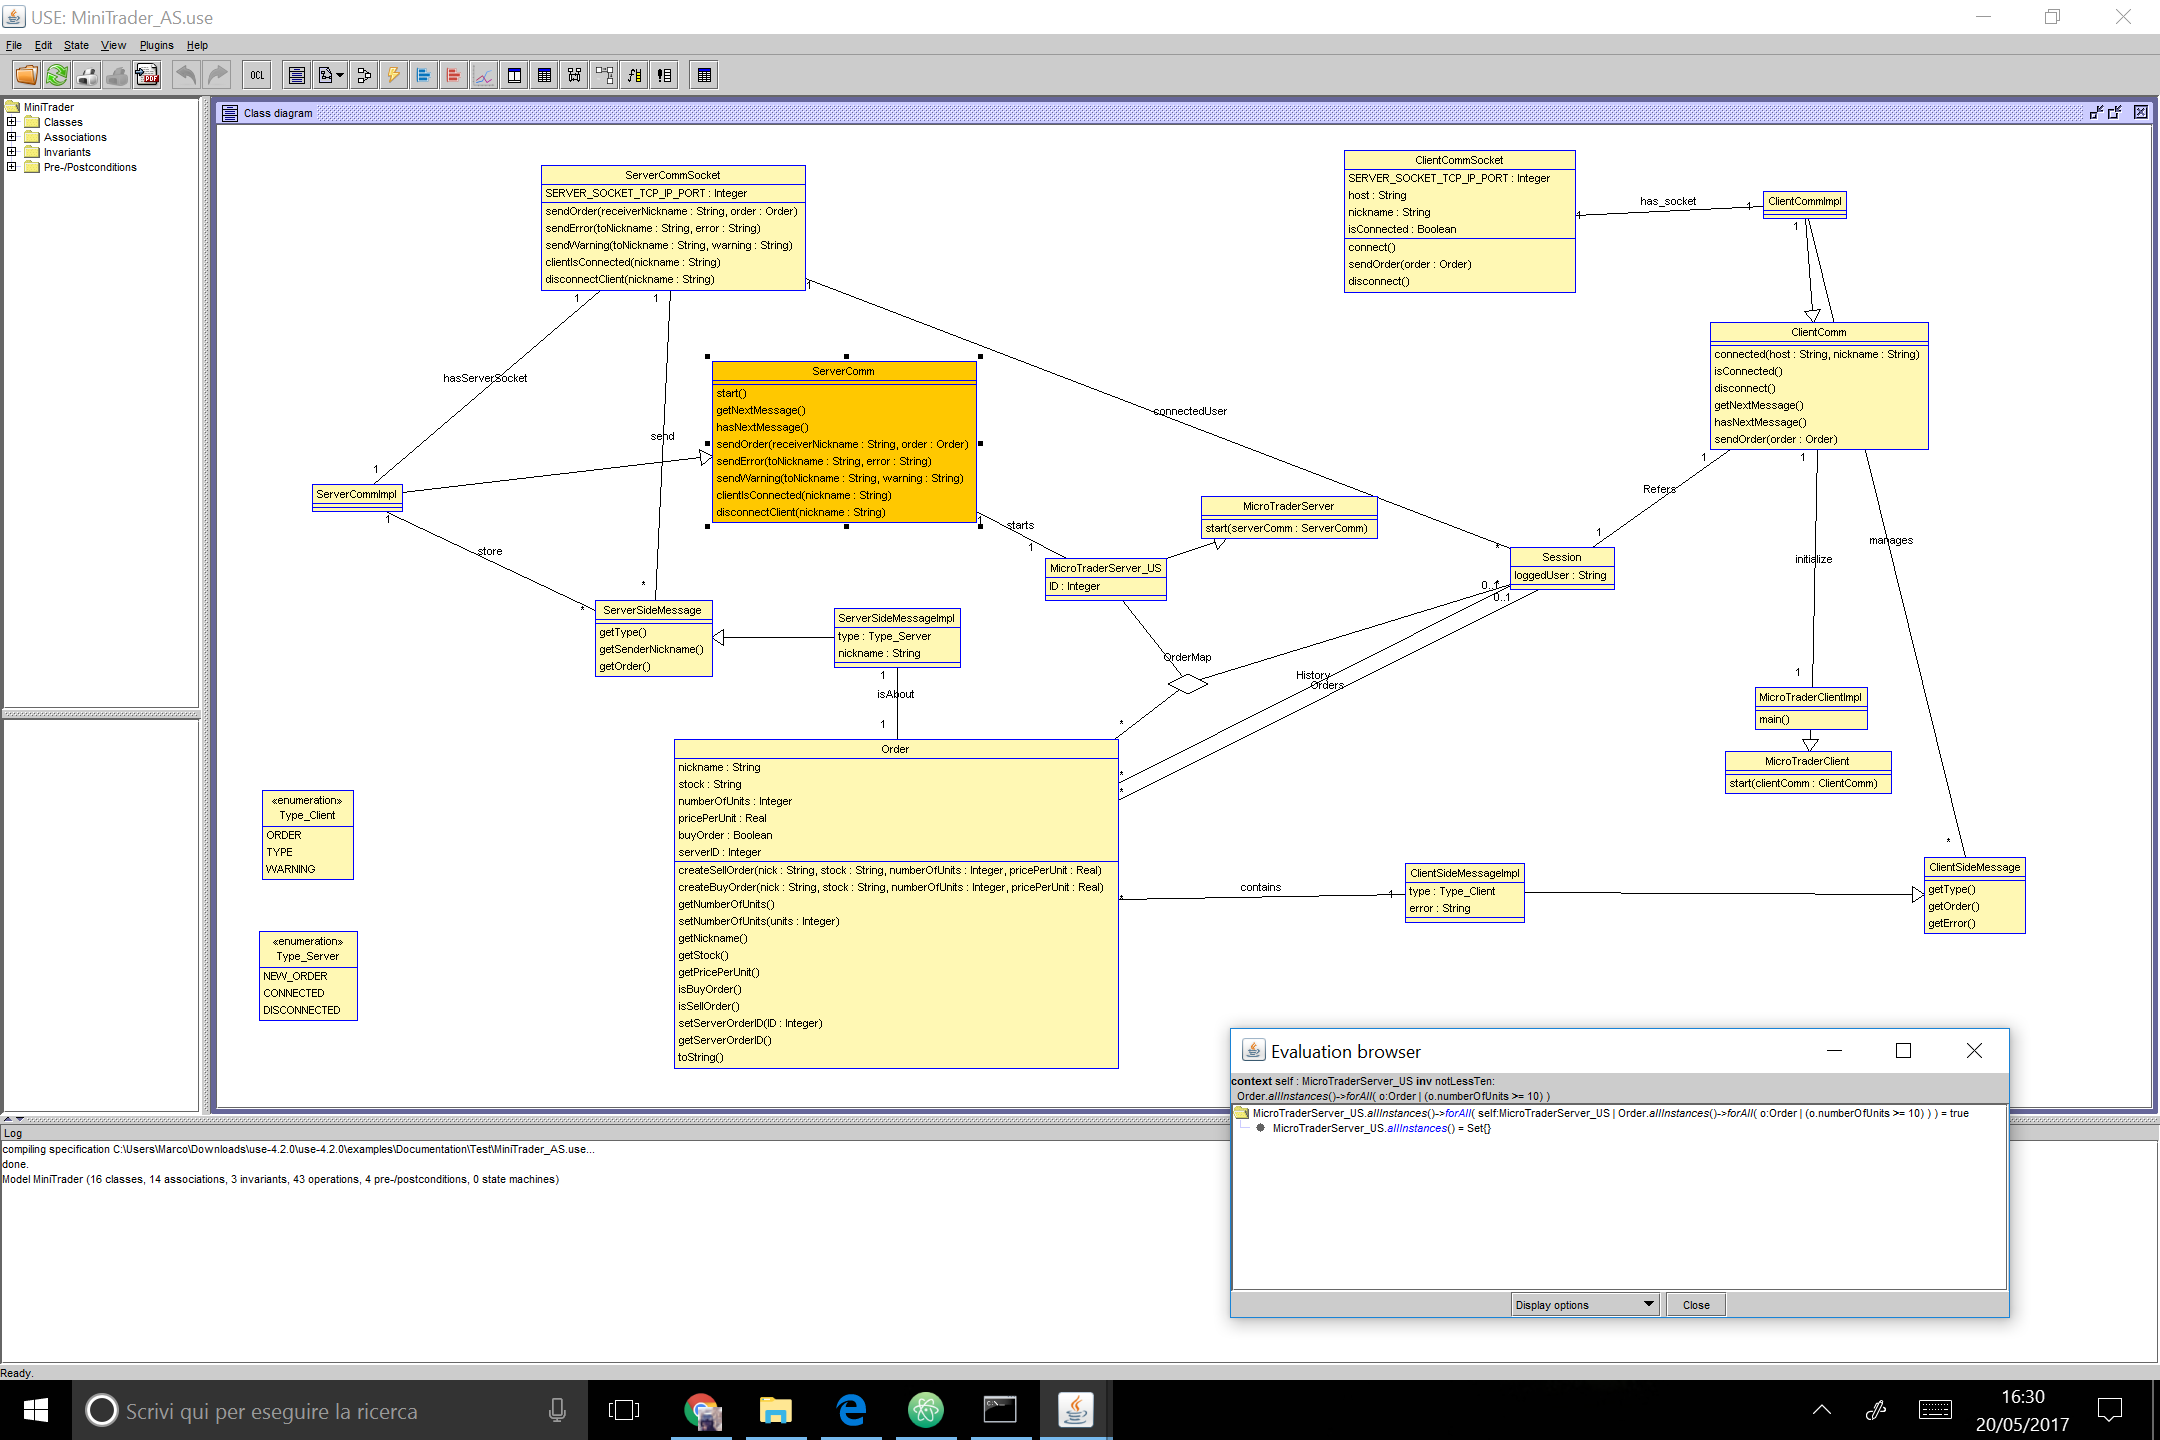 USE: MiniTrader_AS.use
File Edit State View Plugins Help
OCL
MiniTrader
Classes
Associations
Invariants
Pre-/Postconditions
Class diagram
ServerCommSocket
SERVER_SOCKET_TCP_IP_PORT : Integer
sendOrder(receiverNickname : String, order : Order)
sendError(toNickname : String, error : String)
sendWarning(toNickname : String, warning : String)
clientIsConnected(nickname : String)
disconnectClient(nickname : String)
1
1
1
ClientCommSocket
SERVER_SOCKET_TCP_IP_PORT : Integer
host : String
nickname : String
isConnected : Boolean
connect()
sendOrder(order : Order)
disconnect()
1
has_socket
1
ClientCommImpl
1
hasServerSocket
send
connectedUser
ServerComm
start()
getNextMessage()
hasNextMessage()
sendOrder(receiverNickname : String, order : Order)
sendError(toNickname : String, error : String)
sendWarning(toNickname : String, warning : String)
clientIsConnected(nickname : String)
disconnectClient(nickname : String)
ClientComm
connected(host : String, nickname : String)
isConnected()
disconnect()
getNextMessage()
hasNextMessage()
sendOrder(order : Order)
1
1
1
ServerCommImpl
1
store
*
*
1
starts
1
MicroTraderServer
start(serverComm : ServerComm)
MicroTraderServer_US
ID : Integer
Refers
1
*
Session
loggedUser : String
0..1
*
0..1
initialize
manages
ServerSideMessage
getType()
getSenderNickname()
getOrder()
ServerSideMessageImpl
type : Type_Server
nickname : String
1
isAbout
1
OrderMap
History
Orders
*
*
*
1
MicroTraderClientImpl
main()
MicroTraderClient
start(clientComm : ClientComm)
Order
nickname : String
stock : String
numberOfUnits : Integer
pricePerUnit : Real
buyOrder : Boolean
serverID : Integer
createSellOrder(nick : String, stock : String, numberOfUnits : Integer, pricePerUnit : Real)
createBuyOrder(nick : String, stock : String, numberOfUnits : Integer, pricePerUnit : Real)
getNumberOfUnits()
setNumberOfUnits(units : Integer)
getNickname()
getStock()
getPricePerUnit()
isBuyOrder()
isSellOrder()
setServerOrderID(ID : Integer)
getServerOrderID()
toString()
«enumeration»
Type_Client
ORDER
TYPE
WARNING
«enumeration»
Type_Server
NEW_ORDER
CONNECTED
DISCONNECTED
*
contains
1
ClientSideMessageImpl
type : Type_Client
error : String
*
ClientSideMessage
getType()
getOrder()
getError()
Evaluation browser
context self : MicroTraderServer_US inv notLessTen:
Order.allInstances()->forAll( o:Order | (o.numberOfUnits >= 10) )
MicroTraderServer_US.allInstances()->forAll( self:MicroTraderServer_US | Order.allInstances()->forAll( o:Order | (o.numberOfUnits >= 10) ) ) = true
MicroTraderServer_US.allInstances() = Set{}
Display options
Close
Log
compiling specification C:\Users\Marco\Downloads\use-4.2.0\use-4.2.0\examples\Documentation\Test\MiniTrader_AS.use...
done.
Model MiniTrader (16 classes, 14 associations, 3 invariants, 43 operations, 4 pre-/postconditions, 0 state machines)
Ready.
Scrivi qui per eseguire la ricerca
16:30
20/05/2017